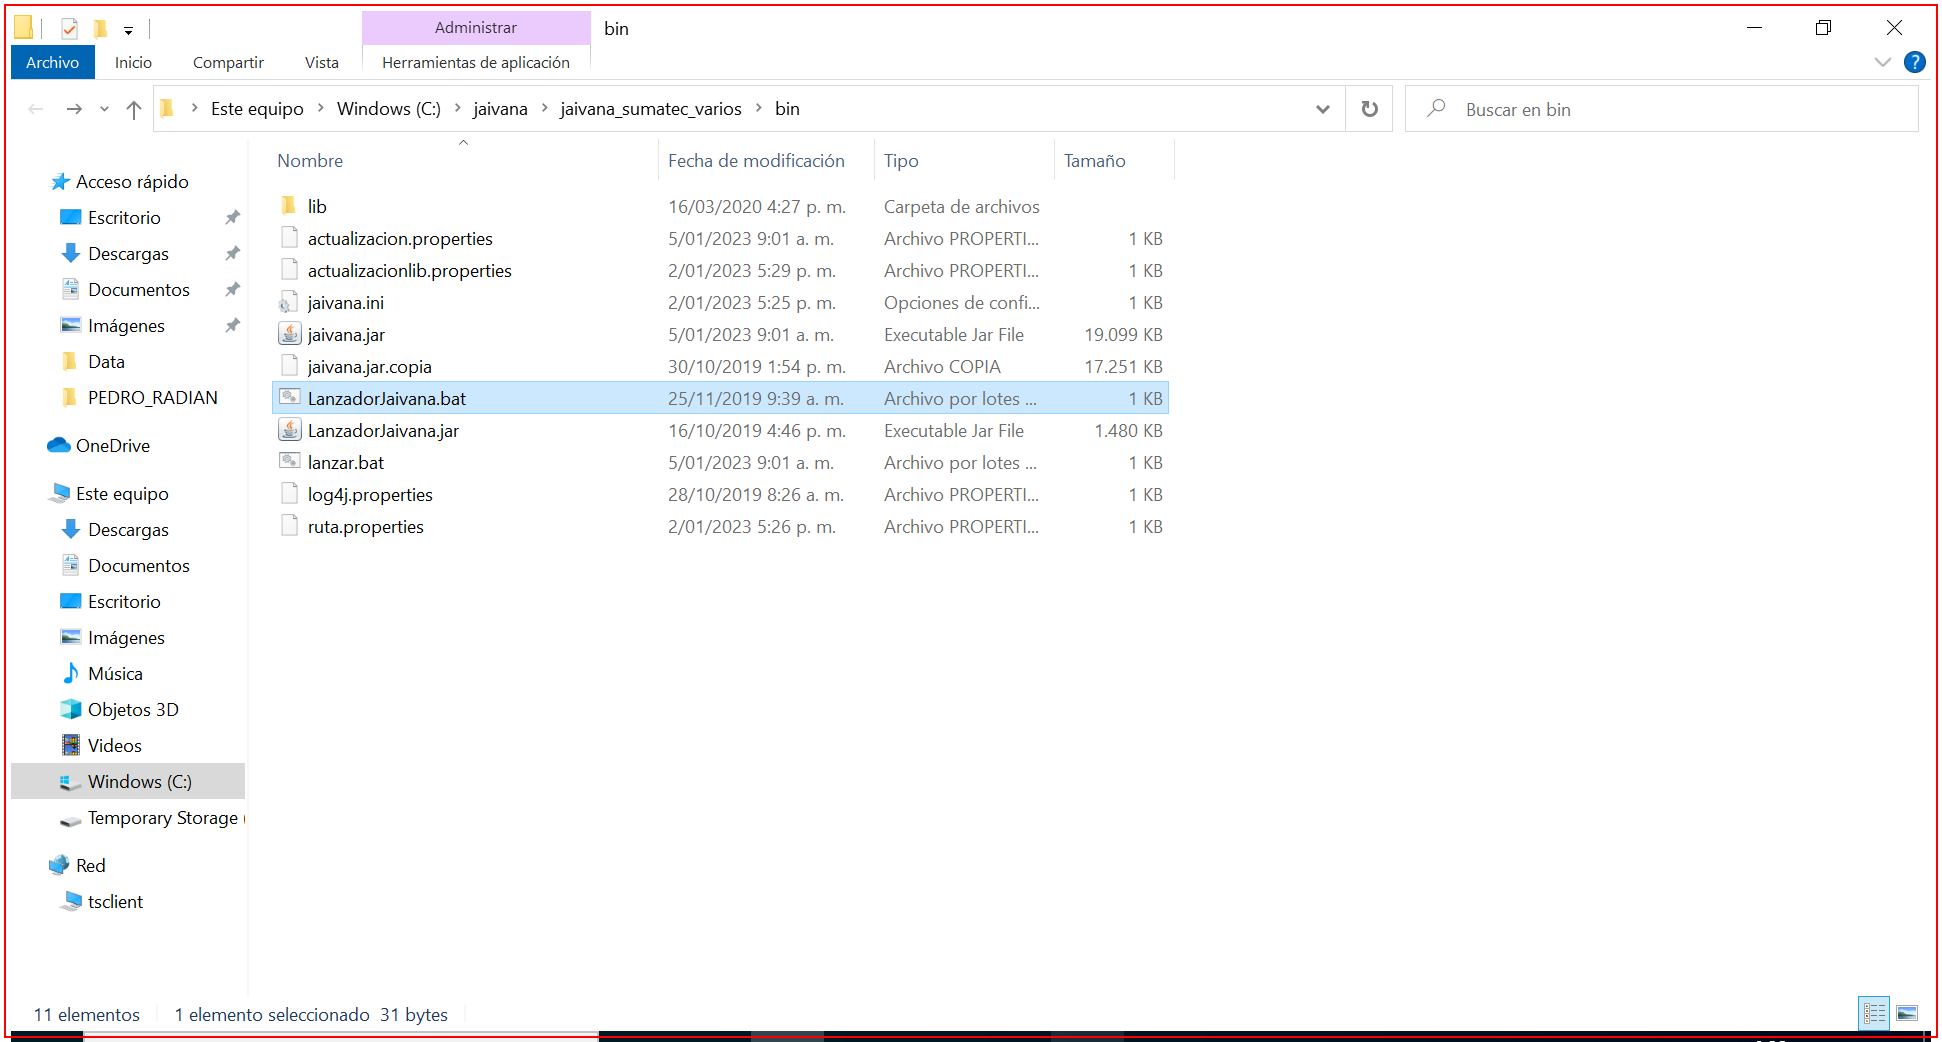 Administrar
bin
Archivo
Inicio
Compartir
Vista
Herramientas de aplicación
?
Este equipo > Windows (C:) > jaivana > jaivana_sumatec_varios > bin
Buscar en bin
Nombre Fecha de modificación Tipo Tamaño
Acceso rápido
Escritorio
Descargas
Documentos
Imágenes
Data
PEDRO_RADIAN
OneDrive
Este equipo
Descargas
Documentos
Escritorio
Imágenes
Música
Objetos 3D
Videos
Windows (C:)
Temporary Storage (
Red
tsclient
lib 16/03/2020 4:27 p. m. Carpeta de archivos
actualizacion.properties 5/01/2023 9:01 a. m. Archivo PROPERTI... 1 KB
actualizacionlib.properties 2/01/2023 5:29 p. m. Archivo PROPERTI... 1 KB
jaivana.ini 2/01/2023 5:25 p. m. Opciones de confi... 1 KB
jaivana.jar 5/01/2023 9:01 a. m. Executable Jar File 19.099 KB
jaivana.jar.copia 30/10/2019 1:54 p. m. Archivo COPIA 17.251 KB
LanzadorJaivana.bat 25/11/2019 9:39 a. m. Archivo por lotes ... 1 KB
LanzadorJaivana.jar 16/10/2019 4:46 p. m. Executable Jar File 1.480 KB
lanzar.bat 5/01/2023 9:01 a. m. Archivo por lotes ... 1 KB
log4j.properties 28/10/2019 8:26 a. m. Archivo PROPERTI... 1 KB
ruta.properties 2/01/2023 5:26 p. m. Archivo PROPERTI... 1 KB
11 elementos
1 elemento seleccionado 31 bytes